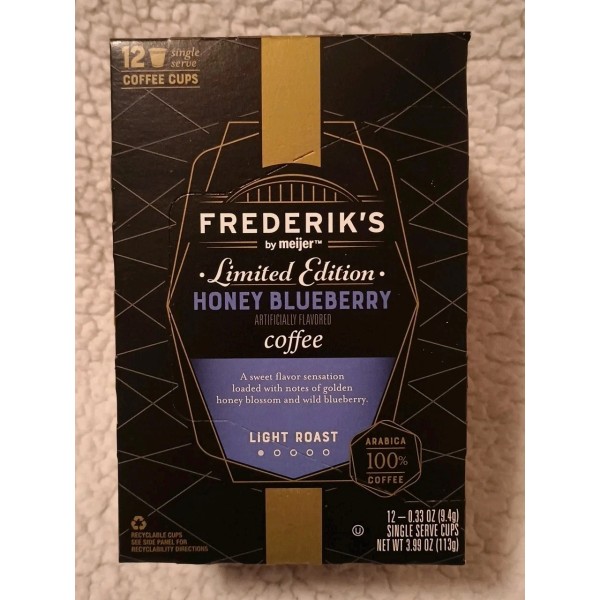 12 single serve
COFFEE CUPS
FREDERIK'S
by meijer™
• Limited Edition •
HONEY BLUEBERRY
ARTIFICIALLY FLAVORED
coffee
A sweet flavor sensation
loaded with notes of golden
honey blossom and wild blueberry.
LIGHT ROAST
ARABICA
100%
COFFEE
12 — 0.33 OZ (9.4g)
SINGLE SERVE CUPS
NET WT 3.99 OZ (113g)
U
RECYCLABLE CUPS
SEE SIDE PANEL FOR
RECYCLABILITY DIRECTIONS